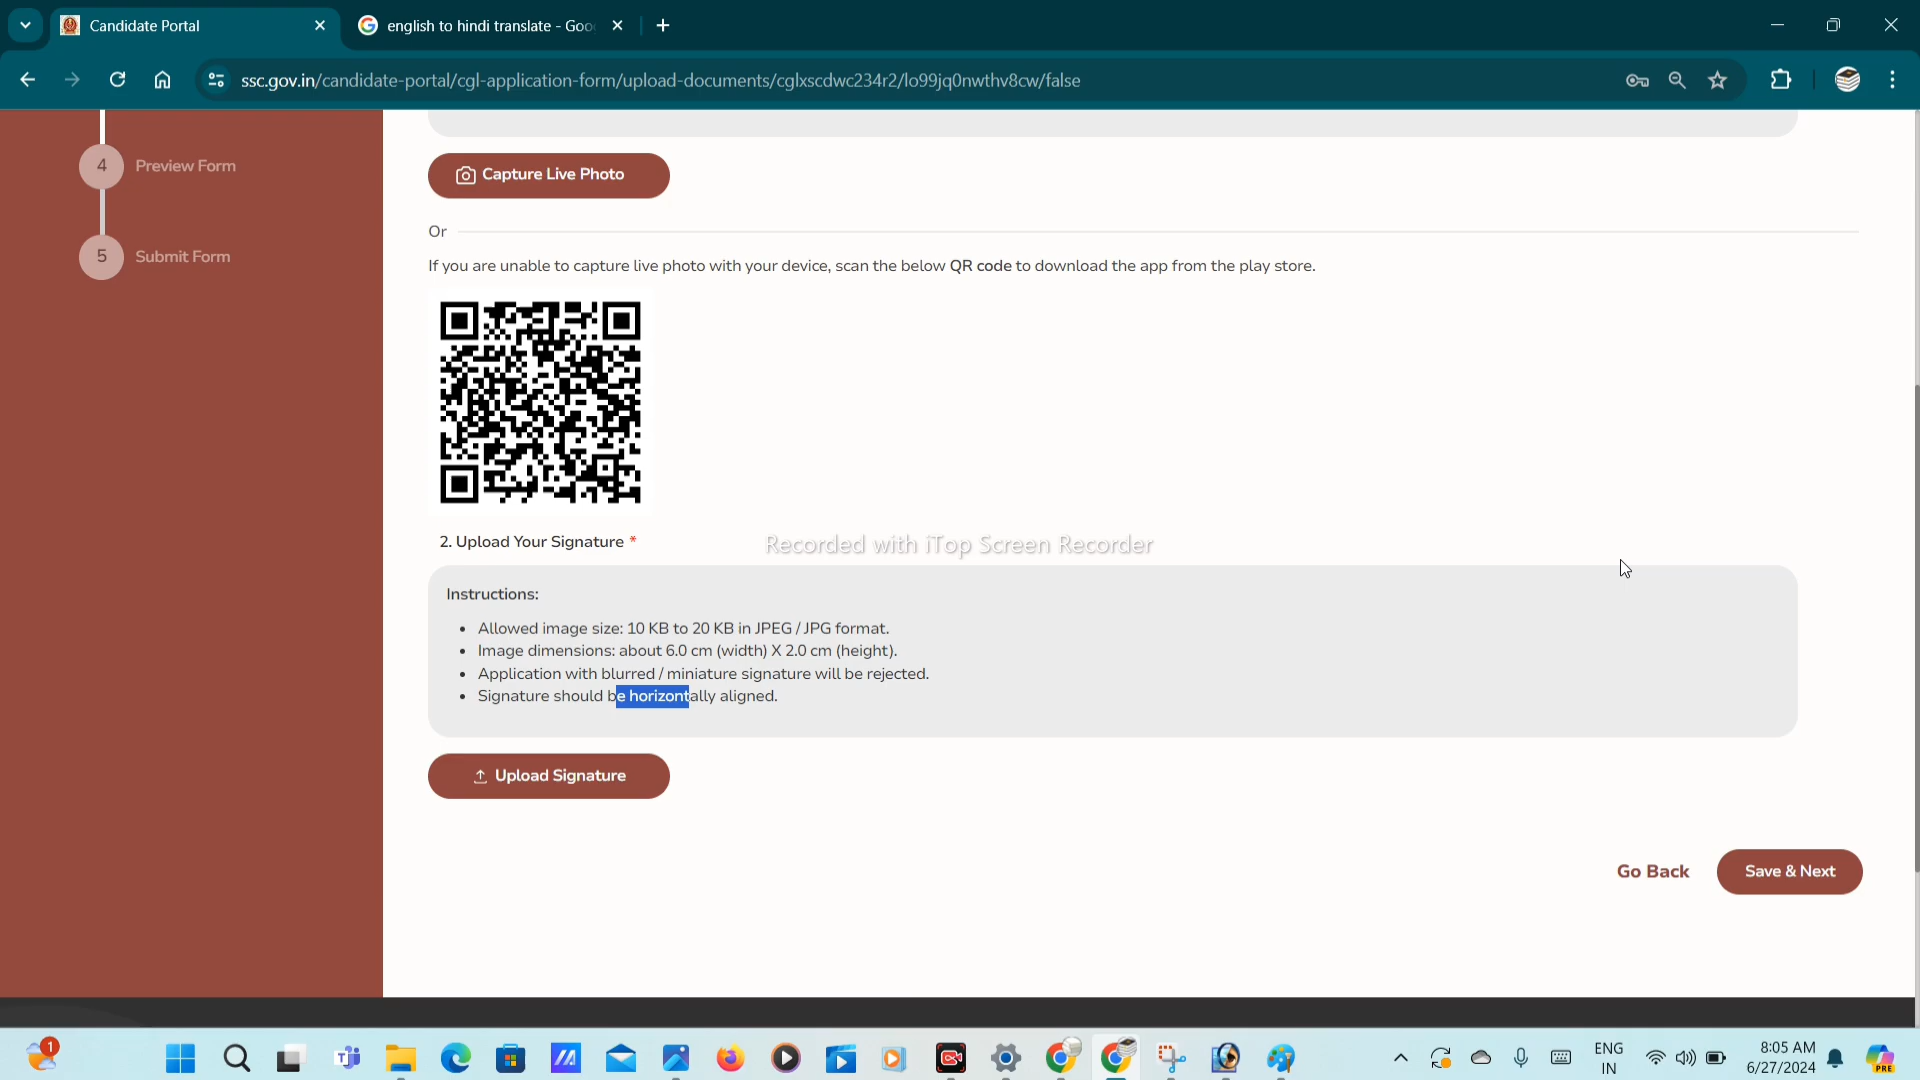 Candidate Portal
english to hindi translate - Goo
ssc.gov.in/candidate-portal/cgl-application-form/upload-documents/cglxscdwc234r2/lo99jq0nwthv8cw/false
4 Preview Form
5 Submit Form
Capture Live Photo
Or
If you are unable to capture live photo with your device, scan the below QR code to download the app from the play store.
2. Upload Your Signature *
Recorded with iTop Screen Recorder
Instructions:
• Allowed image size: 10 KB to 20 KB in JPEG / JPG format.
• Image dimensions: about 6.0 cm (width) X 2.0 cm (height).
• Application with blurred / miniature signature will be rejected.
• Signature should be horizontally aligned.
Upload Signature
Go Back
Save & Next
1
ENG
IN
8:05 AM
6/27/2024
PRE